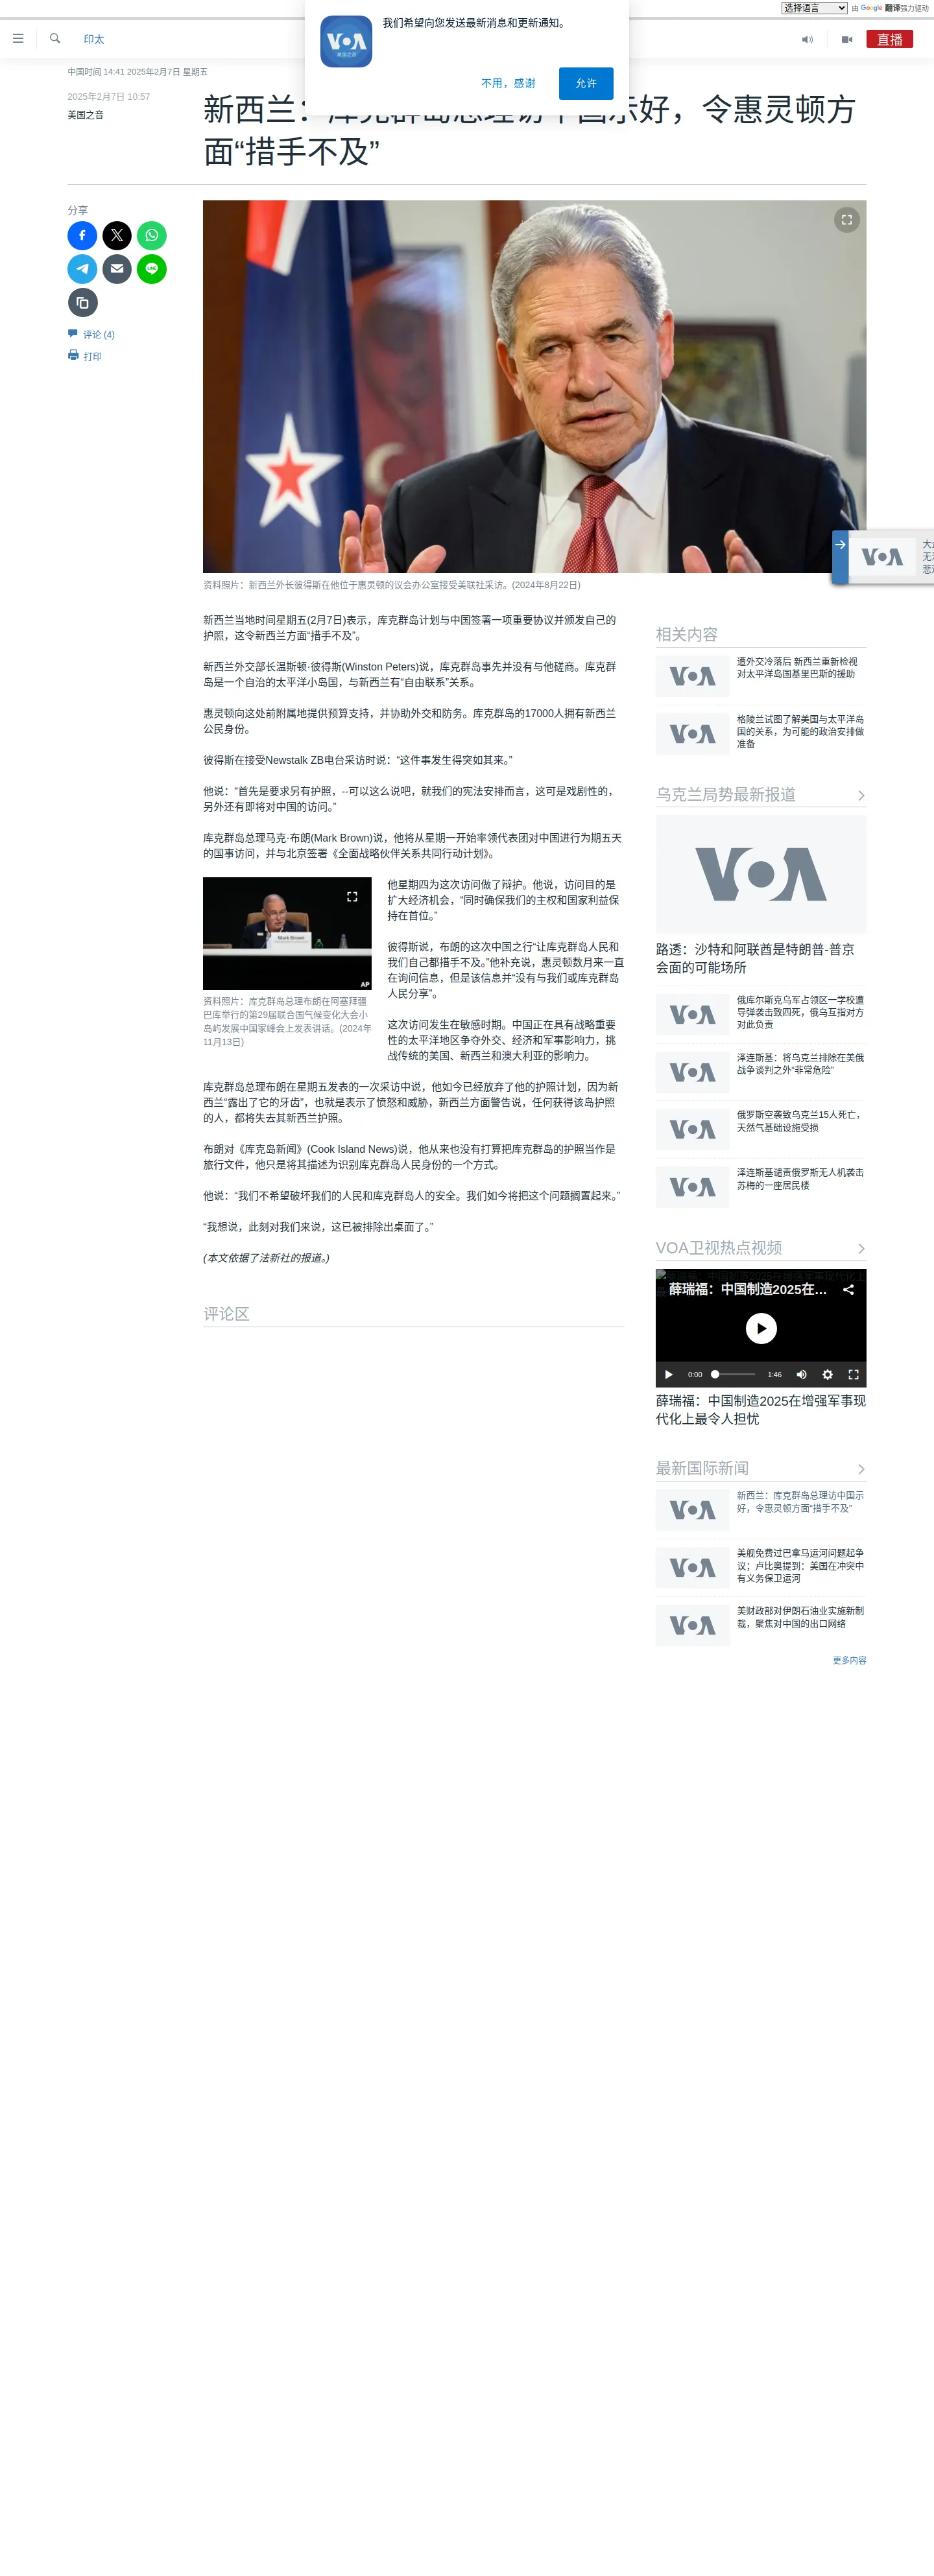 选择语言
由 Google 翻译强力驱动
我们希望向您发送最新消息和更新通知。
不用，感谢
允许
印太
直播
中国时间 14:41 2025年2月7日 星期五
2025年2月7日 10:57
美国之音
新西兰：库克群岛总理访中国示好，令惠灵顿方
面“措手不及”
分享
评论 (4)
打印
资料照片：新西兰外长彼得斯在他位于惠灵顿的议会办公室接受美联社采访。(2024年8月22日)
新西兰当地时间星期五(2月7日)表示，库克群岛计划与中国签署一项重要协议并颁发自己的
护照，这令新西兰方面“措手不及”。
新西兰外交部长温斯顿·彼得斯(Winston Peters)说，库克群岛事先并没有与他磋商。库克群
岛是一个自治的太平洋小岛国，与新西兰有“自由联系”关系。
惠灵顿向这处前附属地提供预算支持，并协助外交和防务。库克群岛的17000人拥有新西兰
公民身份。
彼得斯在接受Newstalk ZB电台采访时说：“这件事发生得突如其来。”
他说：“首先是要求另有护照，--可以这么说吧，就我们的宪法安排而言，这可是戏剧性的，
另外还有即将对中国的访问。”
库克群岛总理马克·布朗(Mark Brown)说，他将从星期一开始率领代表团对中国进行为期五天
的国事访问，并与北京签署《全面战略伙伴关系共同行动计划》。
Mark Brown
AP
资料照片：库克群岛总理布朗在阿塞拜疆
巴库举行的第29届联合国气候变化大会小
岛屿发展中国家峰会上发表讲话。(2024年
11月13日)
他星期四为这次访问做了辩护。他说，访问目的是
扩大经济机会，“同时确保我们的主权和国家利益保
持在首位。”
彼得斯说，布朗的这次中国之行“让库克群岛人民和
我们自己都措手不及。”他补充说，惠灵顿数月来一直
在询问信息，但是该信息并“没有与我们或库克群岛
人民分享”。
这次访问发生在敏感时期。中国正在具有战略重要
性的太平洋地区争夺外交、经济和军事影响力，挑
战传统的美国、新西兰和澳大利亚的影响力。
库克群岛总理布朗在星期五发表的一次采访中说，他如今已经放弃了他的护照计划，因为新
西兰“露出了它的牙齿”，也就是表示了愤怒和威胁，新西兰方面警告说，任何获得该岛护照
的人，都将失去其新西兰护照。
布朗对《库克岛新闻》(Cook Island News)说，他从来也没有打算把库克群岛的护照当作是
旅行文件，他只是将其描述为识别库克群岛人民身份的一个方式。
他说：“我们不希望破坏我们的人民和库克群岛人的安全。我们如今将把这个问题搁置起来。”
“我想说，此刻对我们来说，这已被排除出桌面了。”
(本文依据了法新社的报道。)
评论区
相关内容
遭外交冷落后 新西兰重新检视
对太平洋岛国基里巴斯的援助
格陵兰试图了解美国与太平洋岛
国的关系，为可能的政治安排做
准备
乌克兰局势最新报道
路透：沙特和阿联酋是特朗普-普京
会面的可能场所
俄库尔斯克乌军占领区一学校遭
导弹袭击致四死，俄乌互指对方
对此负责
泽连斯基：将乌克兰排除在美俄
战争谈判之外“非常危险”
俄罗斯空袭致乌克兰15人死亡，
天然气基础设施受损
泽连斯基谴责俄罗斯无人机袭击
苏梅的一座居民楼
VOA卫视热点视频
薛瑞福：中国制造2025在…
0:00
1:46
薛瑞福：中国制造2025在增强军事现
代化上最令人担忧
最新国际新闻
新西兰：库克群岛总理访中国示
好，令惠灵顿方面“措手不及”
美舰免费过巴拿马运河问题起争
议；卢比奥提到：美国在冲突中
有义务保卫运河
美财政部对伊朗石油业实施新制
裁，聚焦对中国的出口网络
更多内容